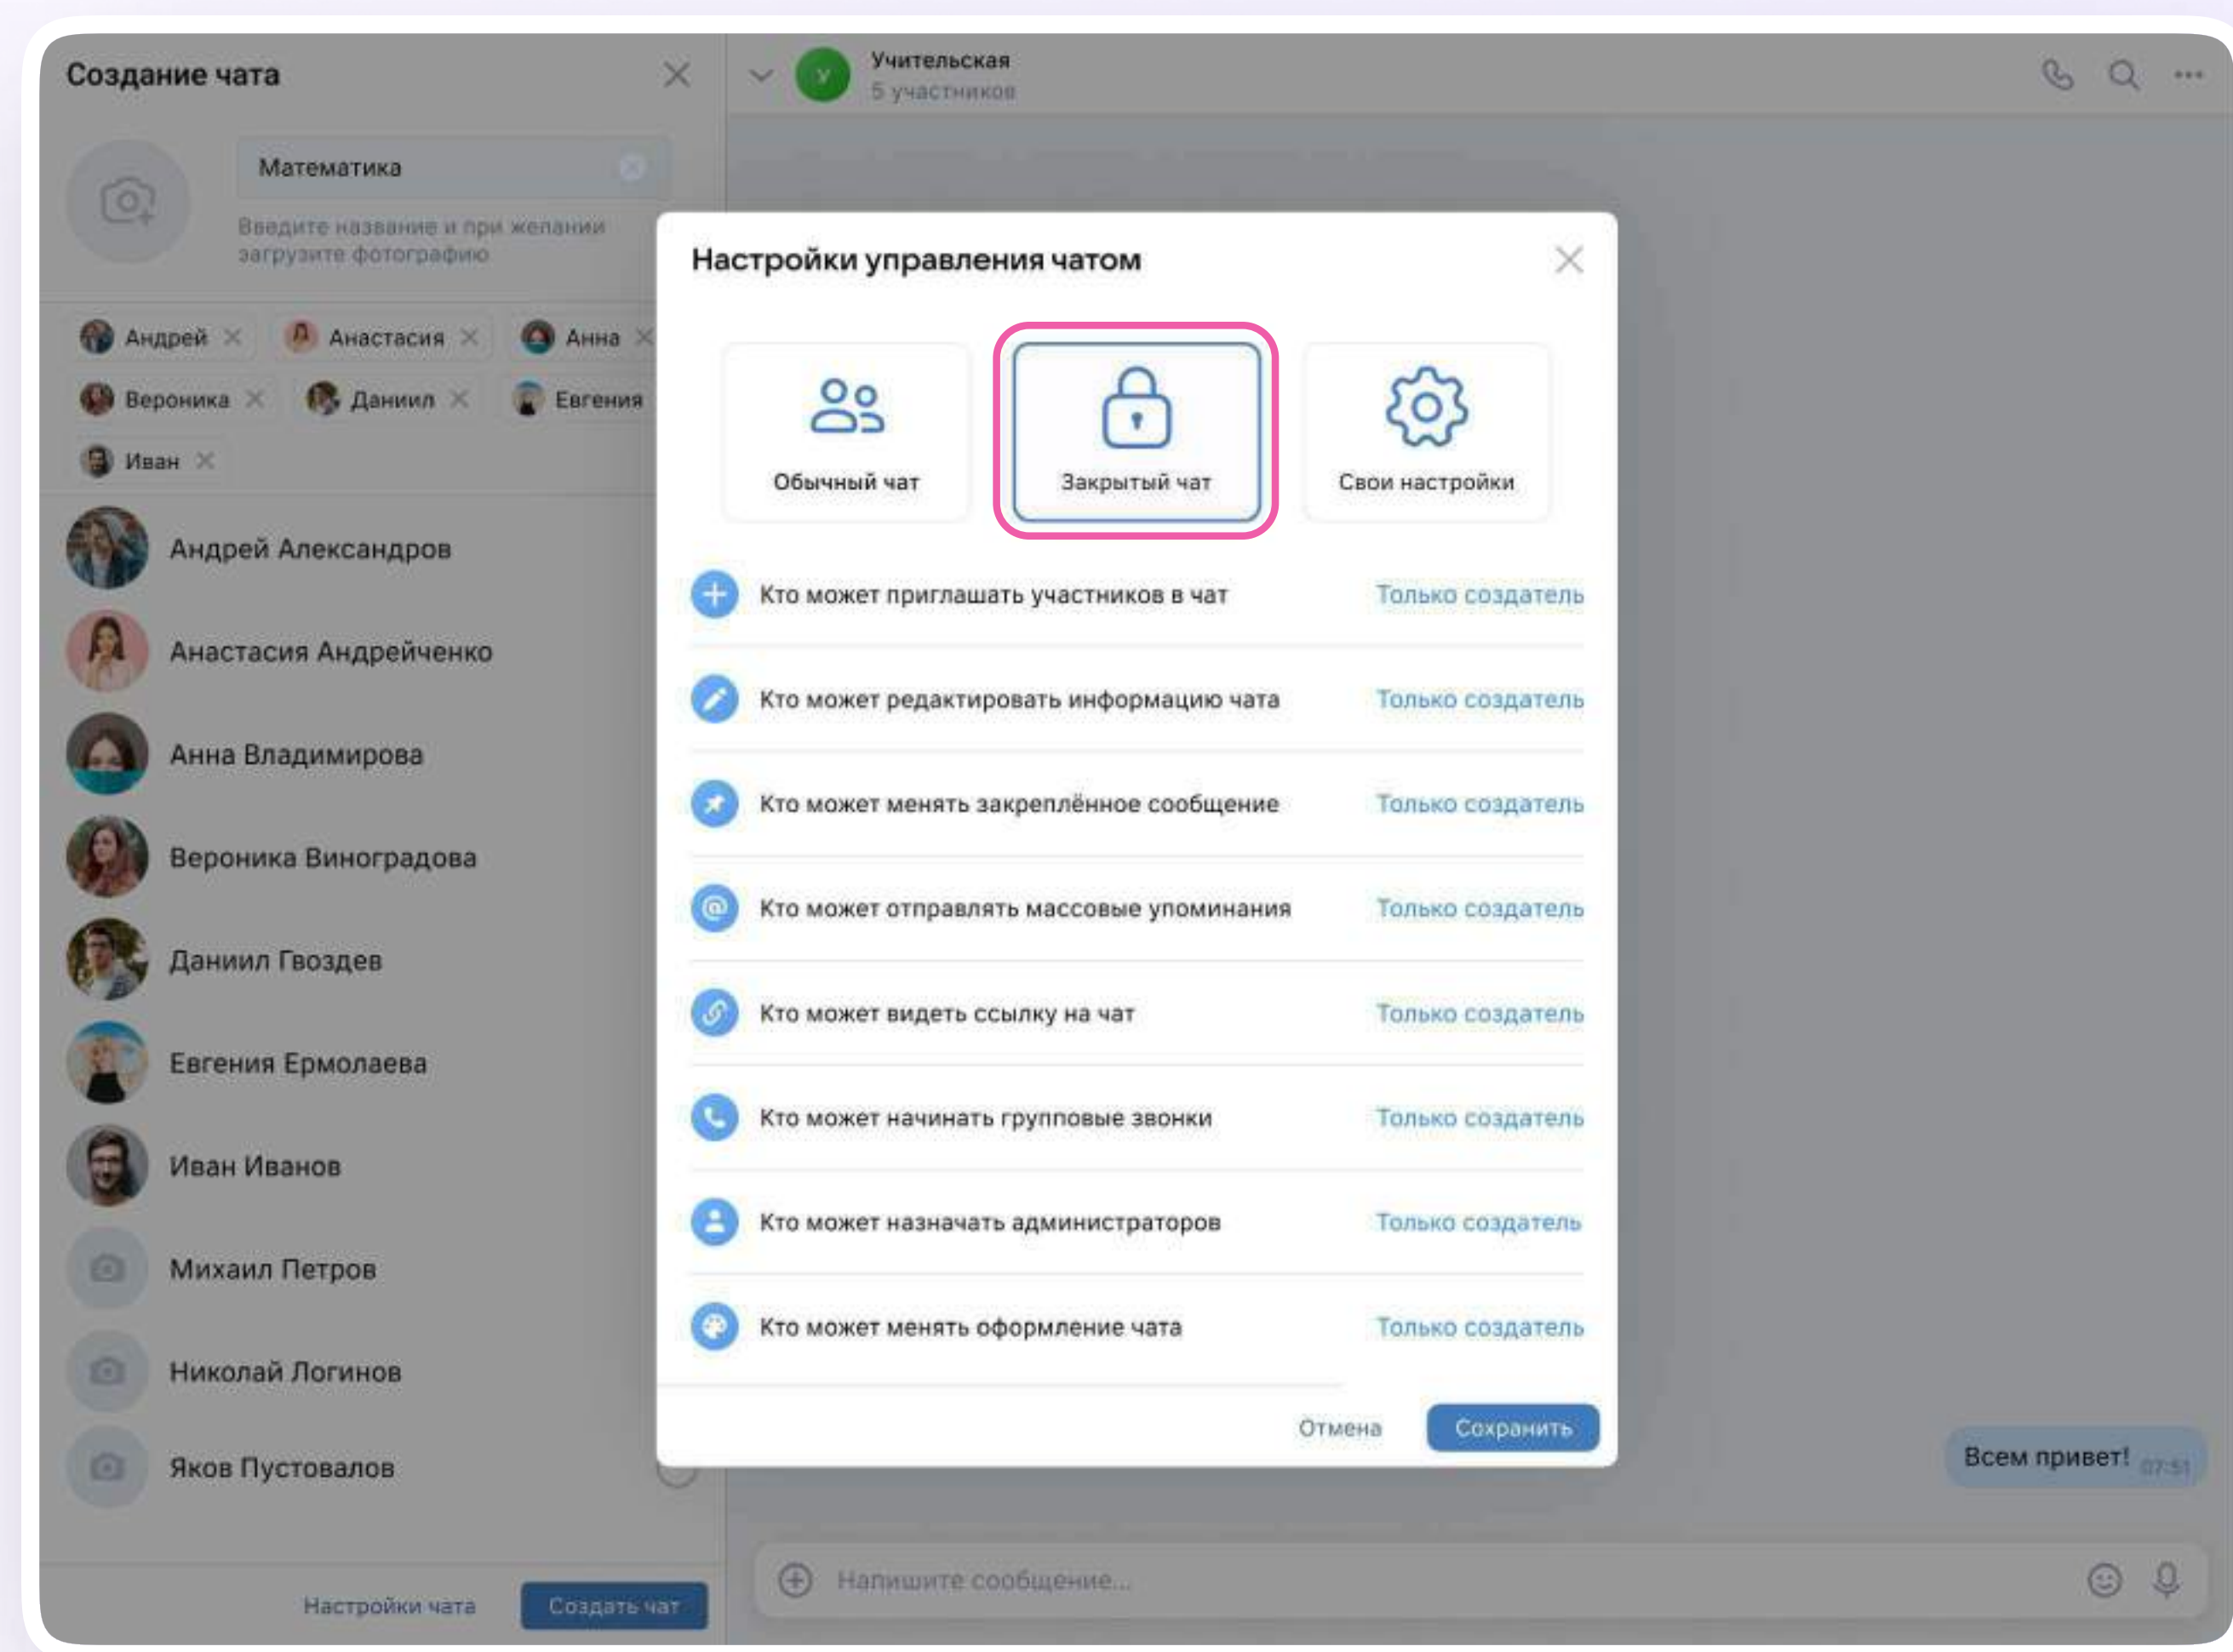 Создание чата
Математика
Введите название и при желании
загрузите фотографию
Андрей
Анастасия
Анна
Вероника
Даниил
Евгения
Иван
Андрей Александров
Анастасия Андрейченко
Анна Владимирова
Вероника Виноградова
Даниил Гвоздев
Евгения Ермолаева
Иван Иванов
Михаил Петров
Николай Логинов
Яков Пустовалов
Настройки чата
Создать чат
У
Учительская
5 участников
Настройки управления чатом
Обычный чат
Закрытый чат
Свои настройки
Кто может приглашать участников в чат
Только создатель
Кто может редактировать информацию чата
Только создатель
Кто может менять закреплённое сообщение
Только создатель
Кто может отправлять массовые упоминания
Только создатель
Кто может видеть ссылку на чат
Только создатель
Кто может начинать групповые звонки
Только создатель
Кто может назначать администраторов
Только создатель
Кто может менять оформление чата
Только создатель
Отмена
Сохранить
Всем привет! 07:51
Напишите сообщение...